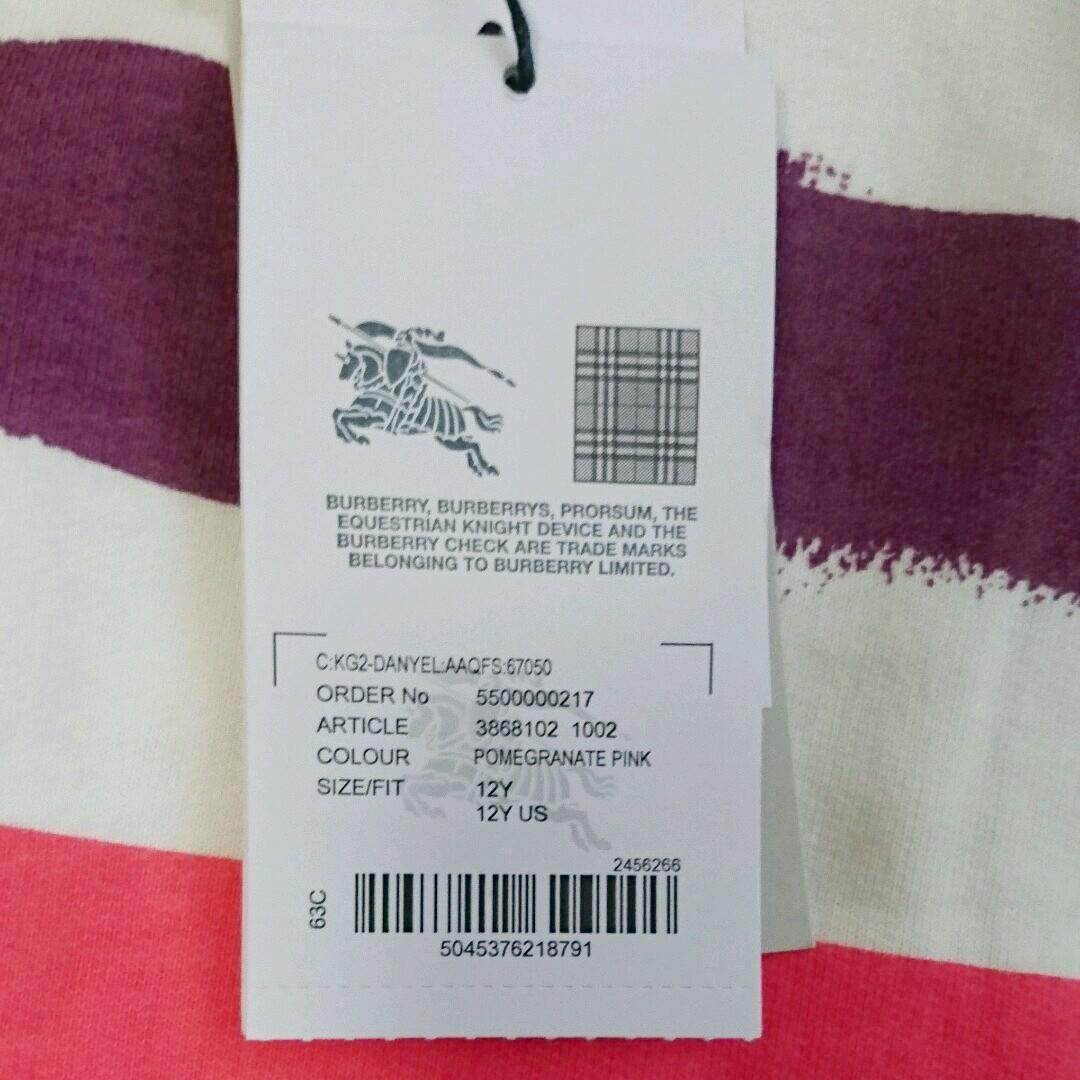 BURBERRY, BURBERRYS, PRORSUM, THE
EQUESTRIAN KNIGHT DEVICE AND THE
BURBERRY CHECK ARE TRADE MARKS
BELONGING TO BURBERRY LIMITED.
C:KG2-DANYEL:AAQFS:67050
ORDER No 5500000217
ARTICLE 3868102 1002
COLOUR POMEGRANATE PINK
SIZE/FIT 12Y
12Y US
2456266
63C
5045376218791